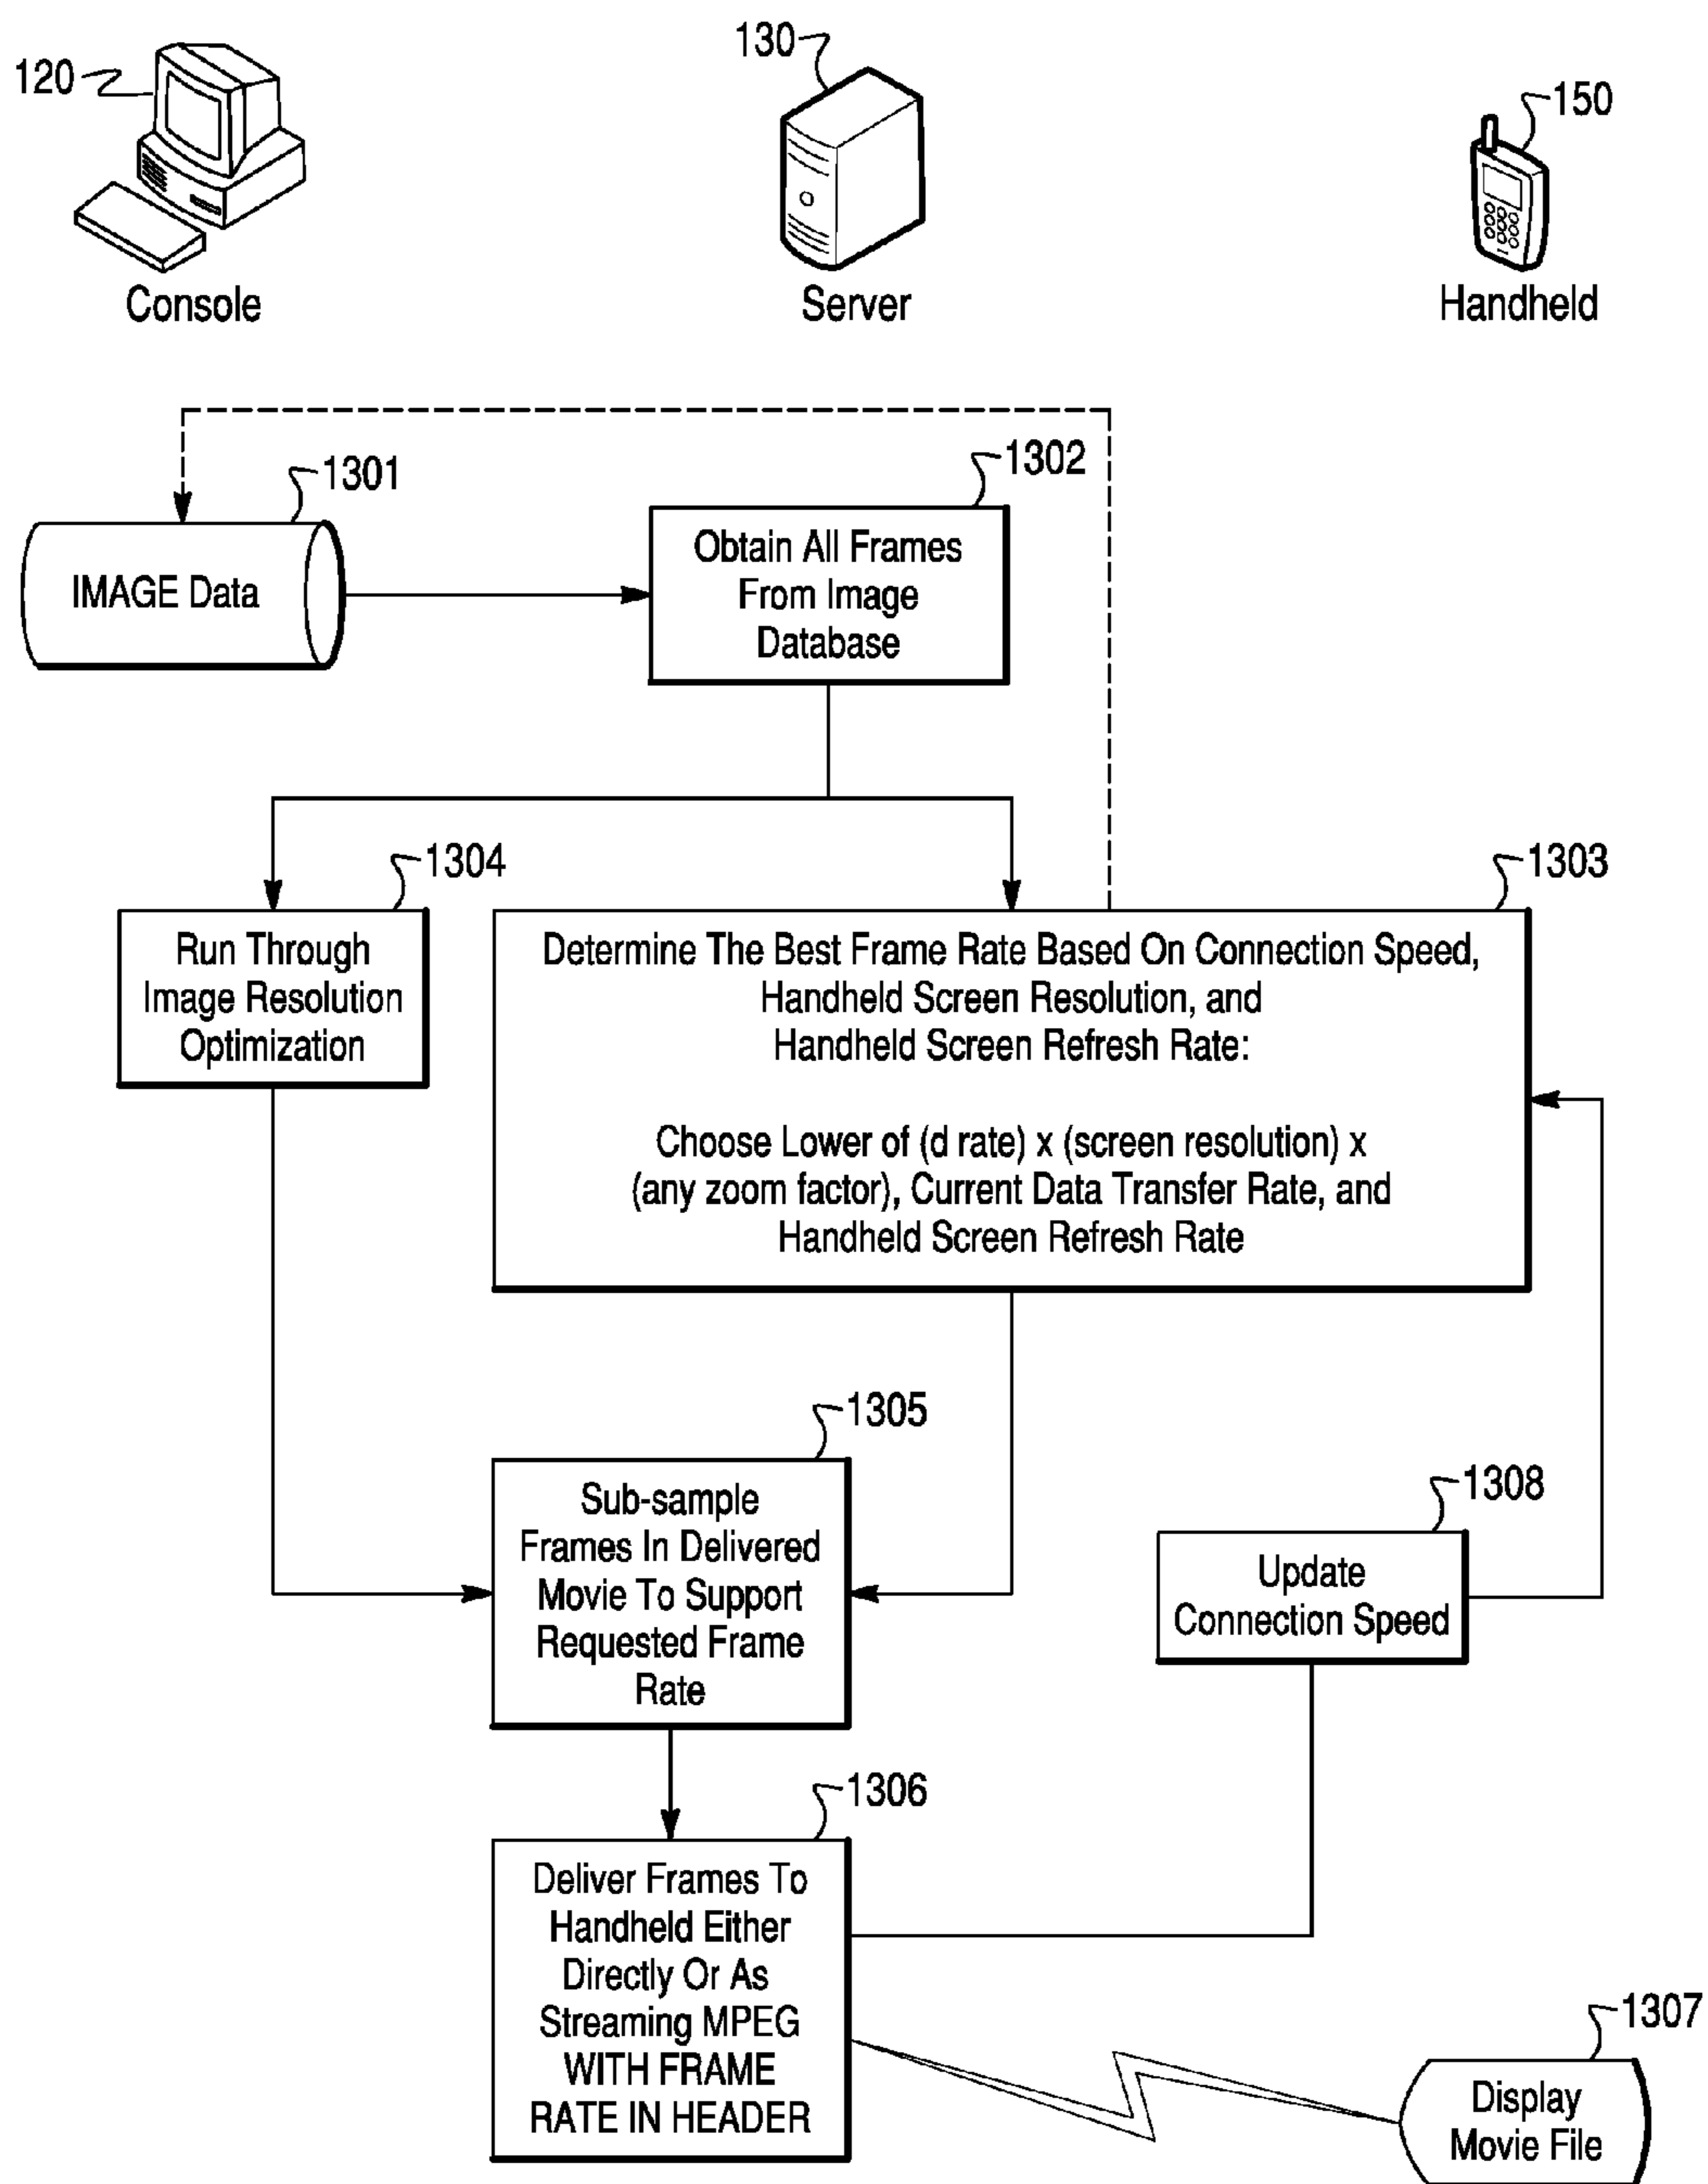 120
130
150
Console
Server
Handheld
1301
1302
IMAGE Data
Obtain All Frames
From Image
Database
1304
1303
Run Through
Image Resolution
Optimization
Determine The Best Frame Rate Based On Connection Speed,
Handheld Screen Resolution, and
Handheld Screen Refresh Rate:
Choose Lower of (d rate) x (screen resolution) x
(any zoom factor), Current Data Transfer Rate, and
Handheld Screen Refresh Rate
1305
Sub-sample
Frames In Delivered
Movie To Support
Requested Frame
Rate
1308
Update
Connection Speed
1306
Deliver Frames To
Handheld Either
Directly Or As
Streaming MPEG
WITH FRAME
RATE IN HEADER
1307
Display
Movie File